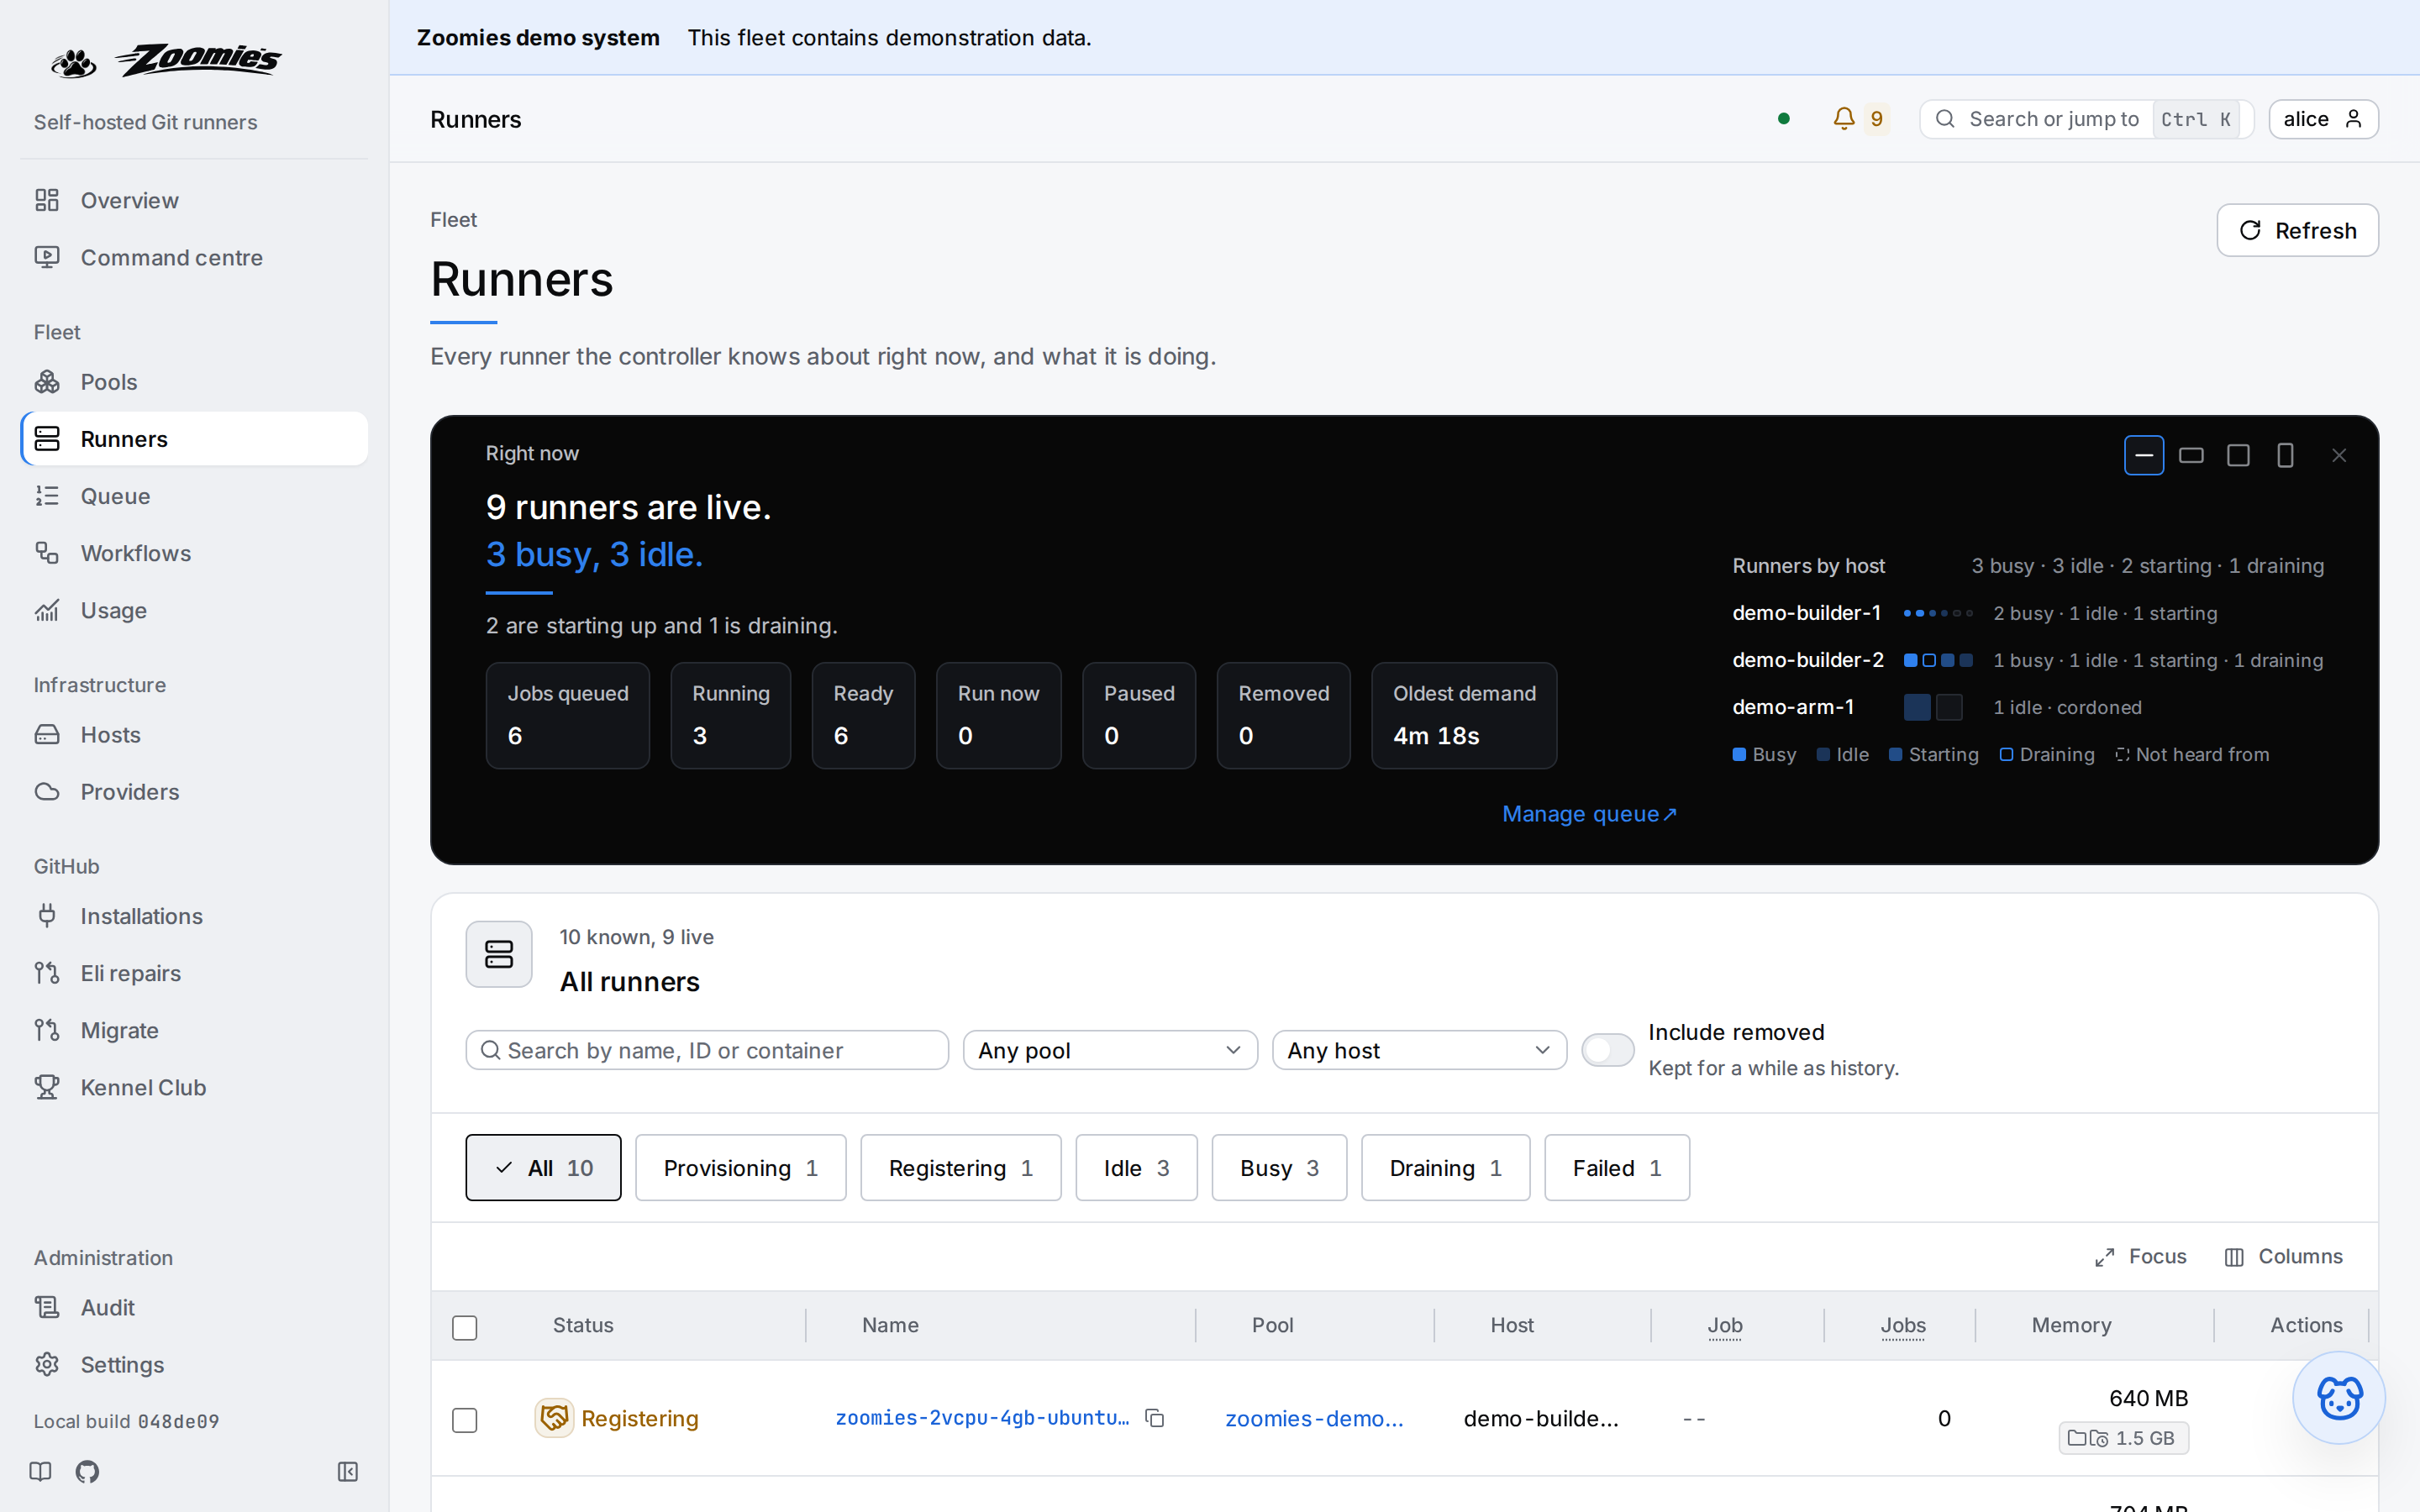 Zoomies
Self-hosted Git runners
Overview
Command centre
Fleet
Pools
Runners
Queue
Workflows
Usage
Infrastructure
Hosts
Providers
GitHub
Installations
Eli repairs
Migrate
Kennel Club
Administration
Audit
Settings
Local build 048de09
Zoomies demo system This fleet contains demonstration data.
Runners
9
Search or jump to Ctrl K
alice
Fleet
Refresh
Runners
Every runner the controller knows about right now, and what it is doing.
Right now
9 runners are live.
3 busy, 3 idle.
2 are starting up and 1 is draining.
Jobs queued 6
Running 3
Ready 6
Run now 0
Paused 0
Removed 0
Oldest demand 4m 18s
Manage queue↗
Runners by host 3 busy · 3 idle · 2 starting · 1 draining
demo-builder-1 2 busy · 1 idle · 1 starting
demo-builder-2 1 busy · 1 idle · 1 starting · 1 draining
demo-arm-1 1 idle · cordoned
Busy Idle Starting Draining Not heard from
10 known, 9 live
All runners
Search by name, ID or container
Any pool
Any host
Include removed
Kept for a while as history.
All 10 Provisioning 1 Registering 1 Idle 3 Busy 3 Draining 1 Failed 1
Focus Columns
Status Name Pool Host Job Jobs Memory Actions
Registering zoomies-2vcpu-4gb-ubuntu… zoomies-demo… demo-builde… -- 0 640 MB
1.5 GB